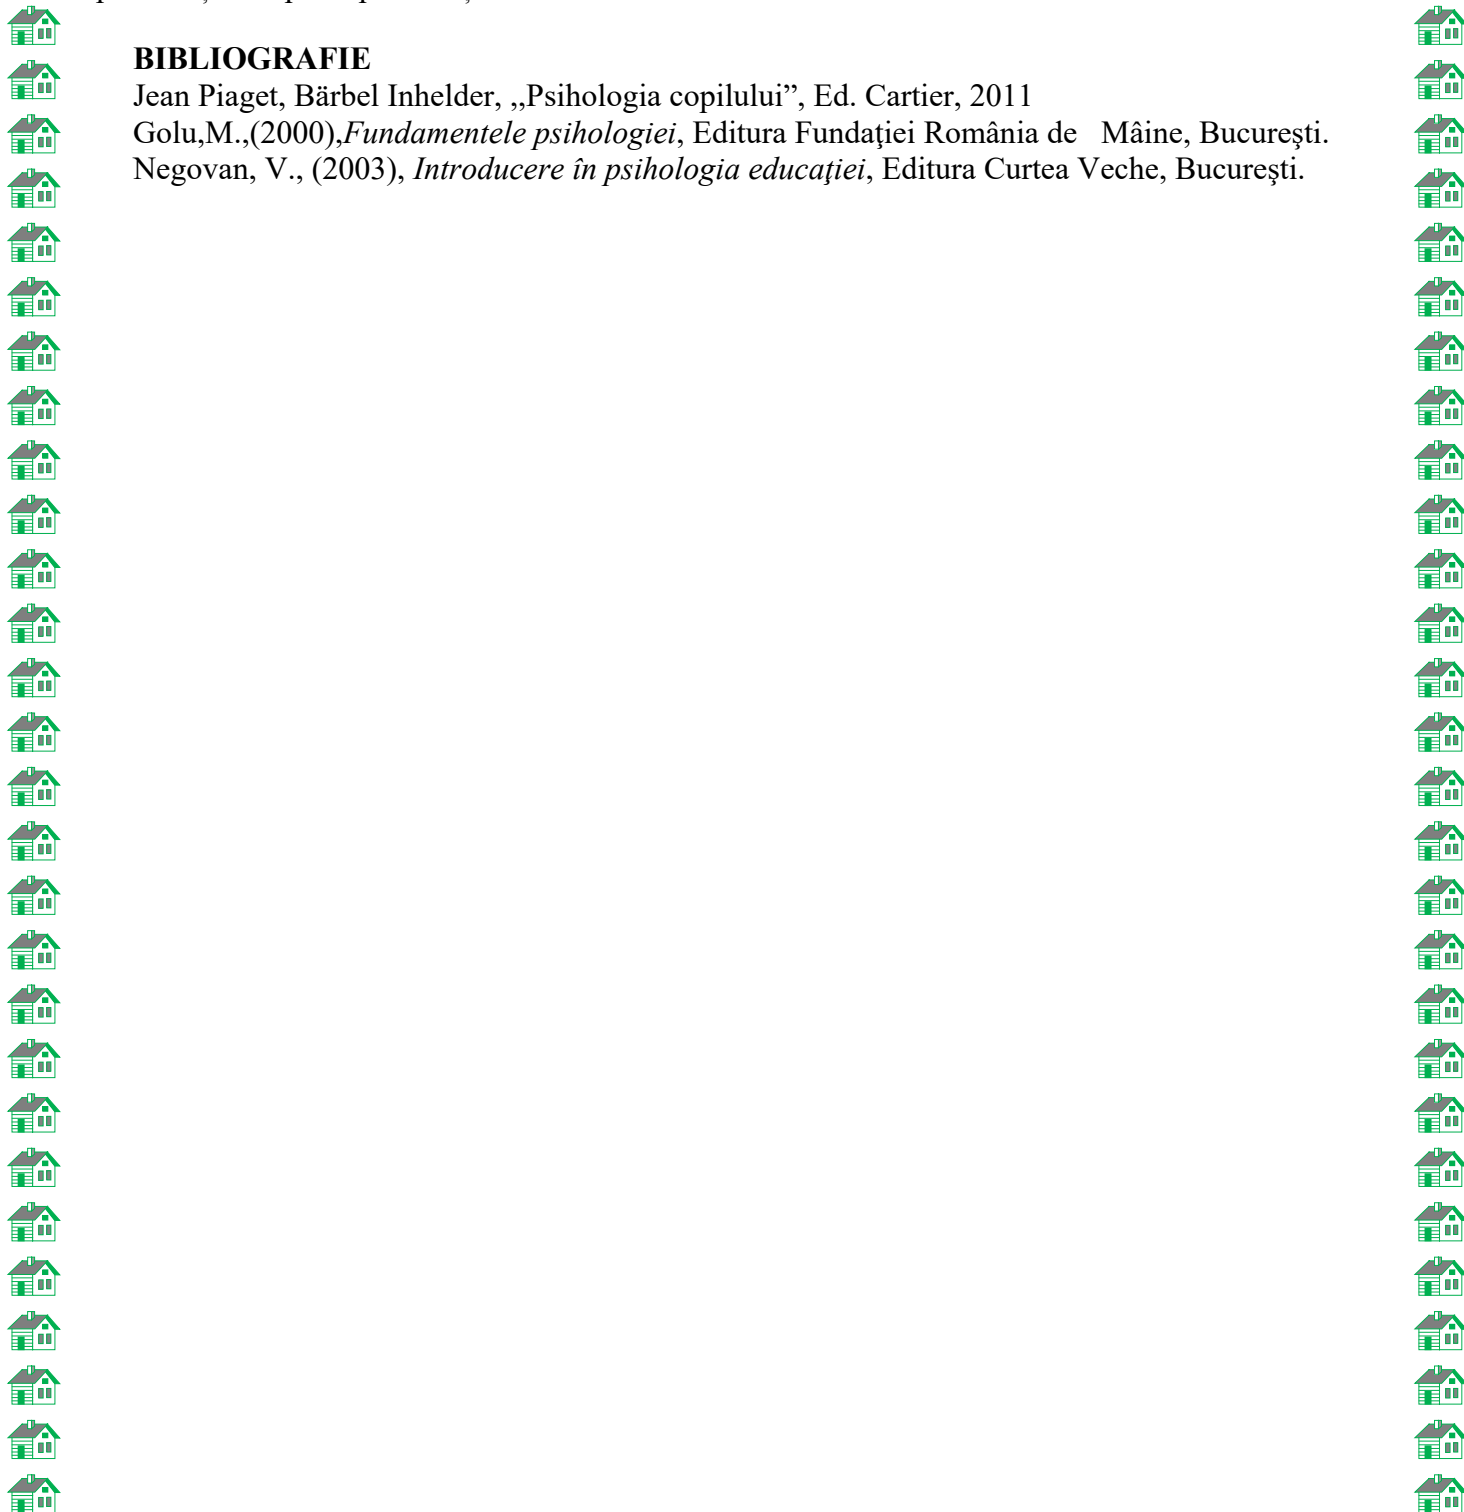 BIBLIOGRAFIE
Jean Piaget, Bärbel Inhelder, ,,Psihologia copilului”, Ed. Cartier, 2011
Golu,M.,(2000),Fundamentele psihologiei, Editura Fundaţiei România de   Mâine, Bucureşti.
Negovan, V., (2003), Introducere în psihologia educaţiei, Editura Curtea Veche, Bucureşti.